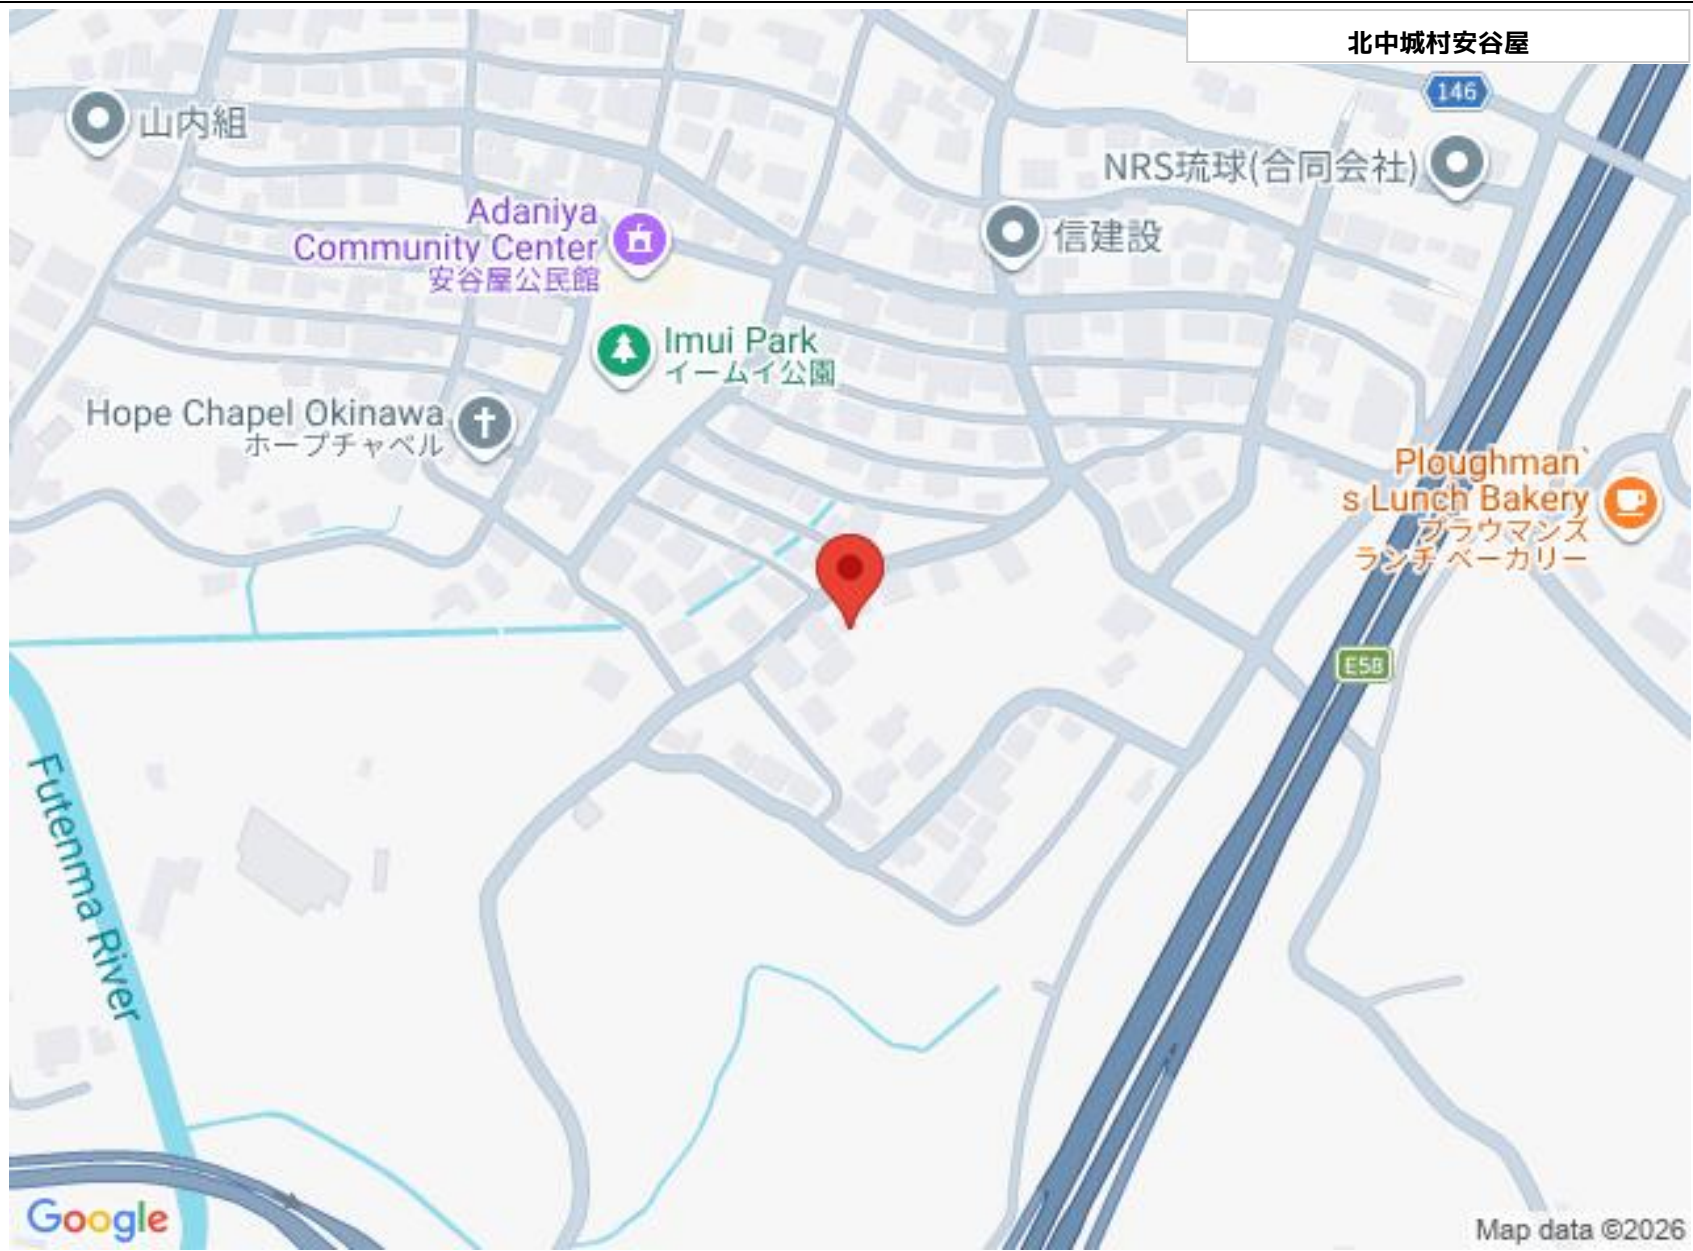 北中城村安谷屋
146
山内組
NRS琉球(合同会社)
Adaniya
Community Center
安谷屋公民館
信建設
Imui Park
イームイ公園
Hope Chapel Okinawa
ホープチャペル
Ploughman`
s Lunch Bakery
プラウマンズ
ランチ ベーカリー
E58
Futenma River
Google
Map data ©2026